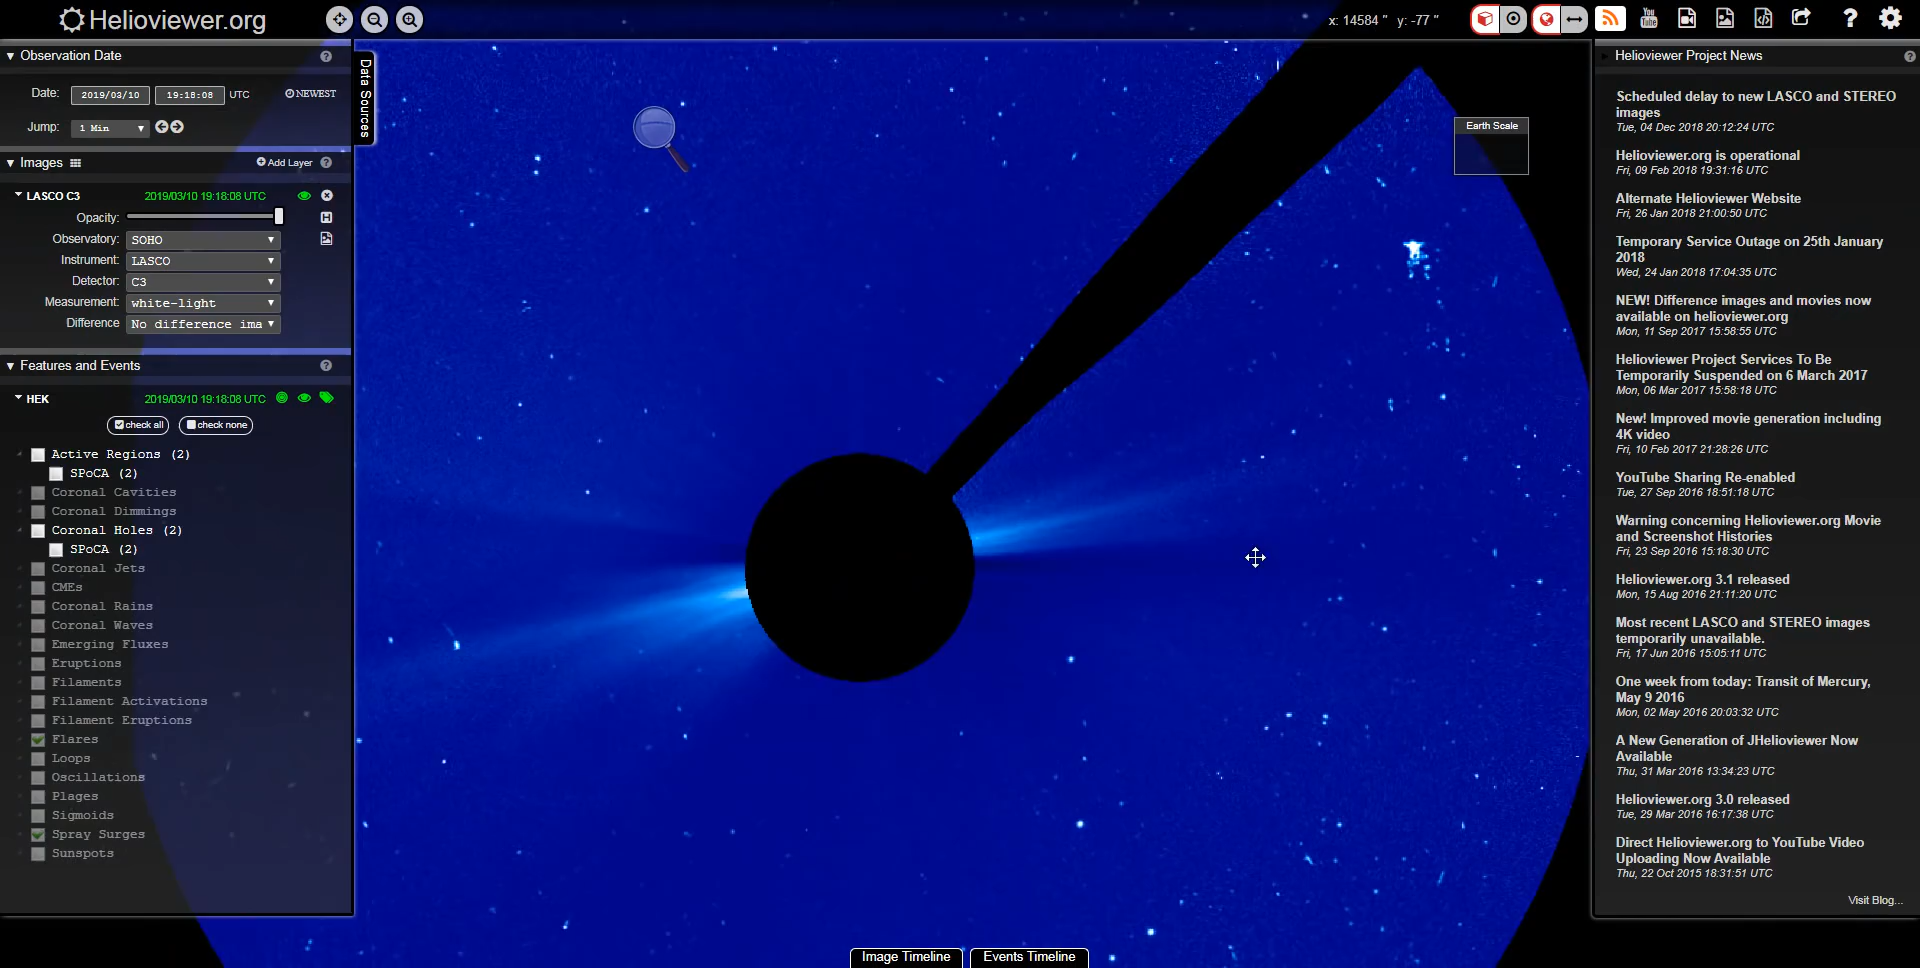 Helioviewer.org
x: 14584 " y: -77 "
You Tube
Observation Date
Date: 2019/03/10 19:18:08 UTC NEWEST
Jump: 1 Min
Images
Add Layer
LASCO C3 2019/03/10 19:18:08 UTC
Opacity:
Observatory: SOHO
Instrument: LASCO
Detector: C3
Measurement: white-light
Difference No difference ima
Features and Events
HEK 2019/03/10 19:18:08 UTC
check all check none
Active Regions (2)
SPoCA (2)
Coronal Cavities
Coronal Dimmings
Coronal Holes (2)
SPoCA (2)
Coronal Jets
CMEs
Coronal Rains
Coronal Waves
Emerging Fluxes
Eruptions
Filaments
Filament Activations
Filament Eruptions
Flares
Loops
Oscillations
Plages
Sigmoids
Spray Surges
Sunspots
Data Sources
Earth Scale
Image Timeline
Events Timeline
Helioviewer Project News
Scheduled delay to new LASCO and STEREO
images
Tue, 04 Dec 2018 20:12:24 UTC
Helioviewer.org is operational
Fri, 09 Feb 2018 19:31:16 UTC
Alternate Helioviewer Website
Fri, 26 Jan 2018 21:00:50 UTC
Temporary Service Outage on 25th January
2018
Wed, 24 Jan 2018 17:04:35 UTC
NEW! Difference images and movies now
available on helioviewer.org
Mon, 11 Sep 2017 15:58:55 UTC
Helioviewer Project Services To Be
Temporarily Suspended on 6 March 2017
Mon, 06 Mar 2017 15:58:18 UTC
New! Improved movie generation including
4K video
Fri, 10 Feb 2017 21:28:26 UTC
YouTube Sharing Re-enabled
Tue, 27 Sep 2016 18:51:18 UTC
Warning concerning Helioviewer.org Movie
and Screenshot Histories
Fri, 23 Sep 2016 15:18:30 UTC
Helioviewer.org 3.1 released
Mon, 15 Aug 2016 21:11:20 UTC
Most recent LASCO and STEREO images
temporarily unavailable.
Fri, 17 Jun 2016 15:05:11 UTC
One week from today: Transit of Mercury,
May 9 2016
Mon, 02 May 2016 20:03:32 UTC
A New Generation of JHelioviewer Now
Available
Thu, 31 Mar 2016 13:34:23 UTC
Helioviewer.org 3.0 released
Tue, 29 Mar 2016 16:17:38 UTC
Direct Helioviewer.org to YouTube Video
Uploading Now Available
Thu, 22 Oct 2015 18:31:51 UTC
Visit Blog...